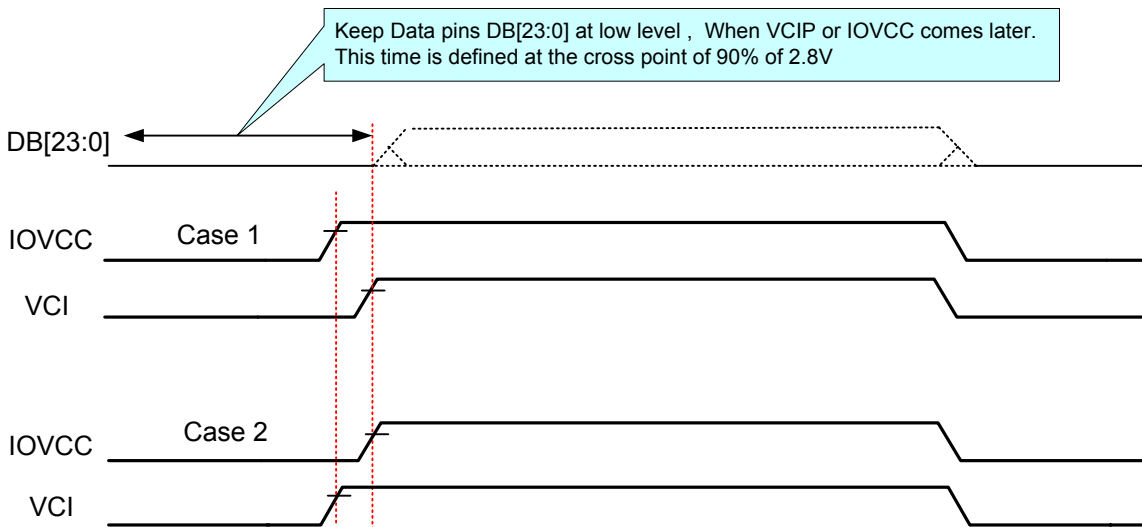 Keep Data pins DB[23:0] at low level , When VCIP or IOVCC comes later.
This time is defined at the cross point of 90% of 2.8V
DB[23:0]
IOVCC
Case 1
VCI
IOVCC
Case 2
VCI